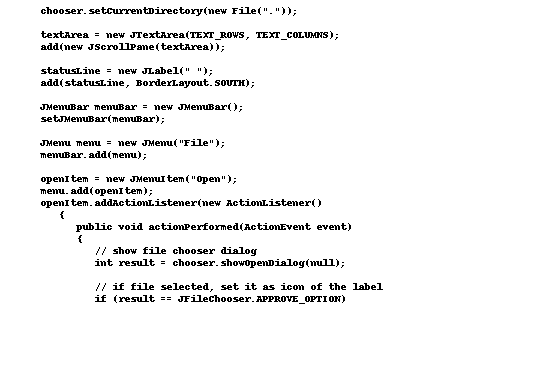 chooser.setCurrentDirectory(new File("."));
textArea = new JTextArea(TEXT_ROWS, TEXT_COLUMNS);
add(new JScrollPane(textArea));
statusLine = new JLabel(" ");
add(statusLine, BorderLayout.SOUTH);
JMenuBar menuBar = new JMenuBar();
setJMenuBar(menuBar);
JMenu menu = new JMenu("File");
menuBar.add(menu);
openItem = new JMenuItem("Open");
menu.add(openItem);
openItem.addActionListener(new ActionListener()
{
public void actionPerformed(ActionEvent event)
{
// show file chooser dialog
int result = chooser.showOpenDialog(null);
// if file selected, set it as icon of the label
if (result == JFileChooser.APPROVE_OPTION)